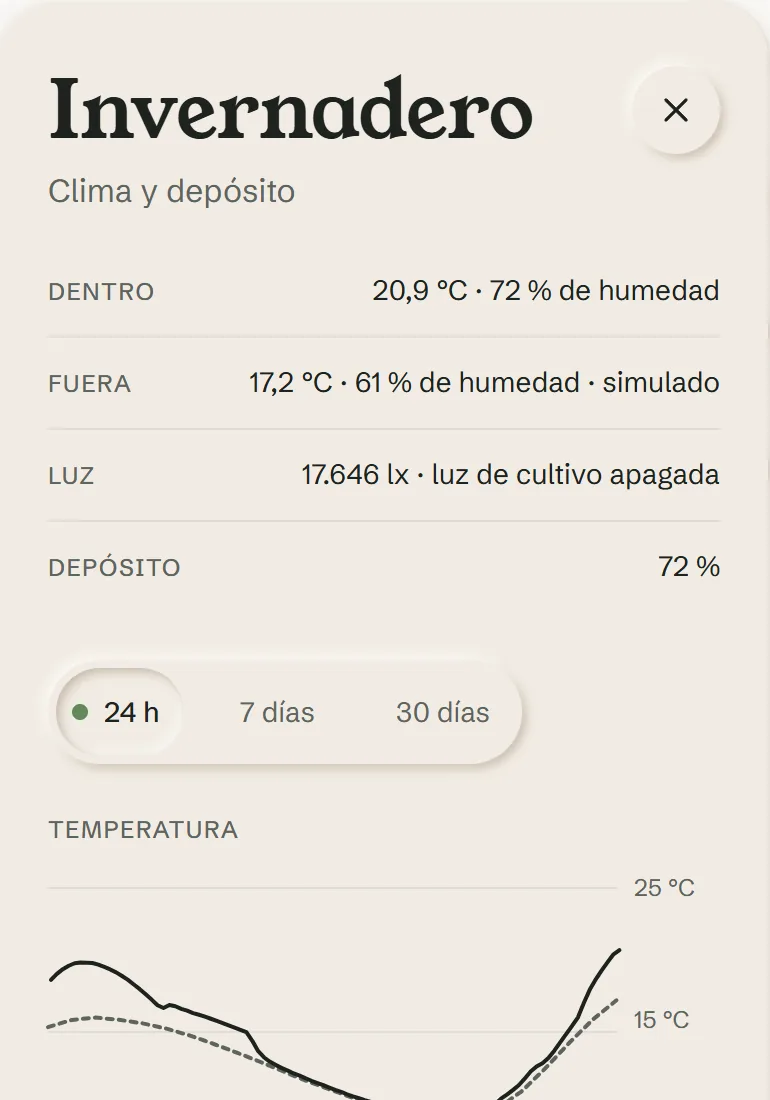 Invernadero
Clima y depósito
DENTRO 20,9 °C · 72 % de humedad
FUERA 17,2 °C · 61 % de humedad · simulado
LUZ 17.646 lx · luz de cultivo apagada
DEPÓSITO 72 %
24 h 7 días 30 días
TEMPERATURA
25 °C
15 °C